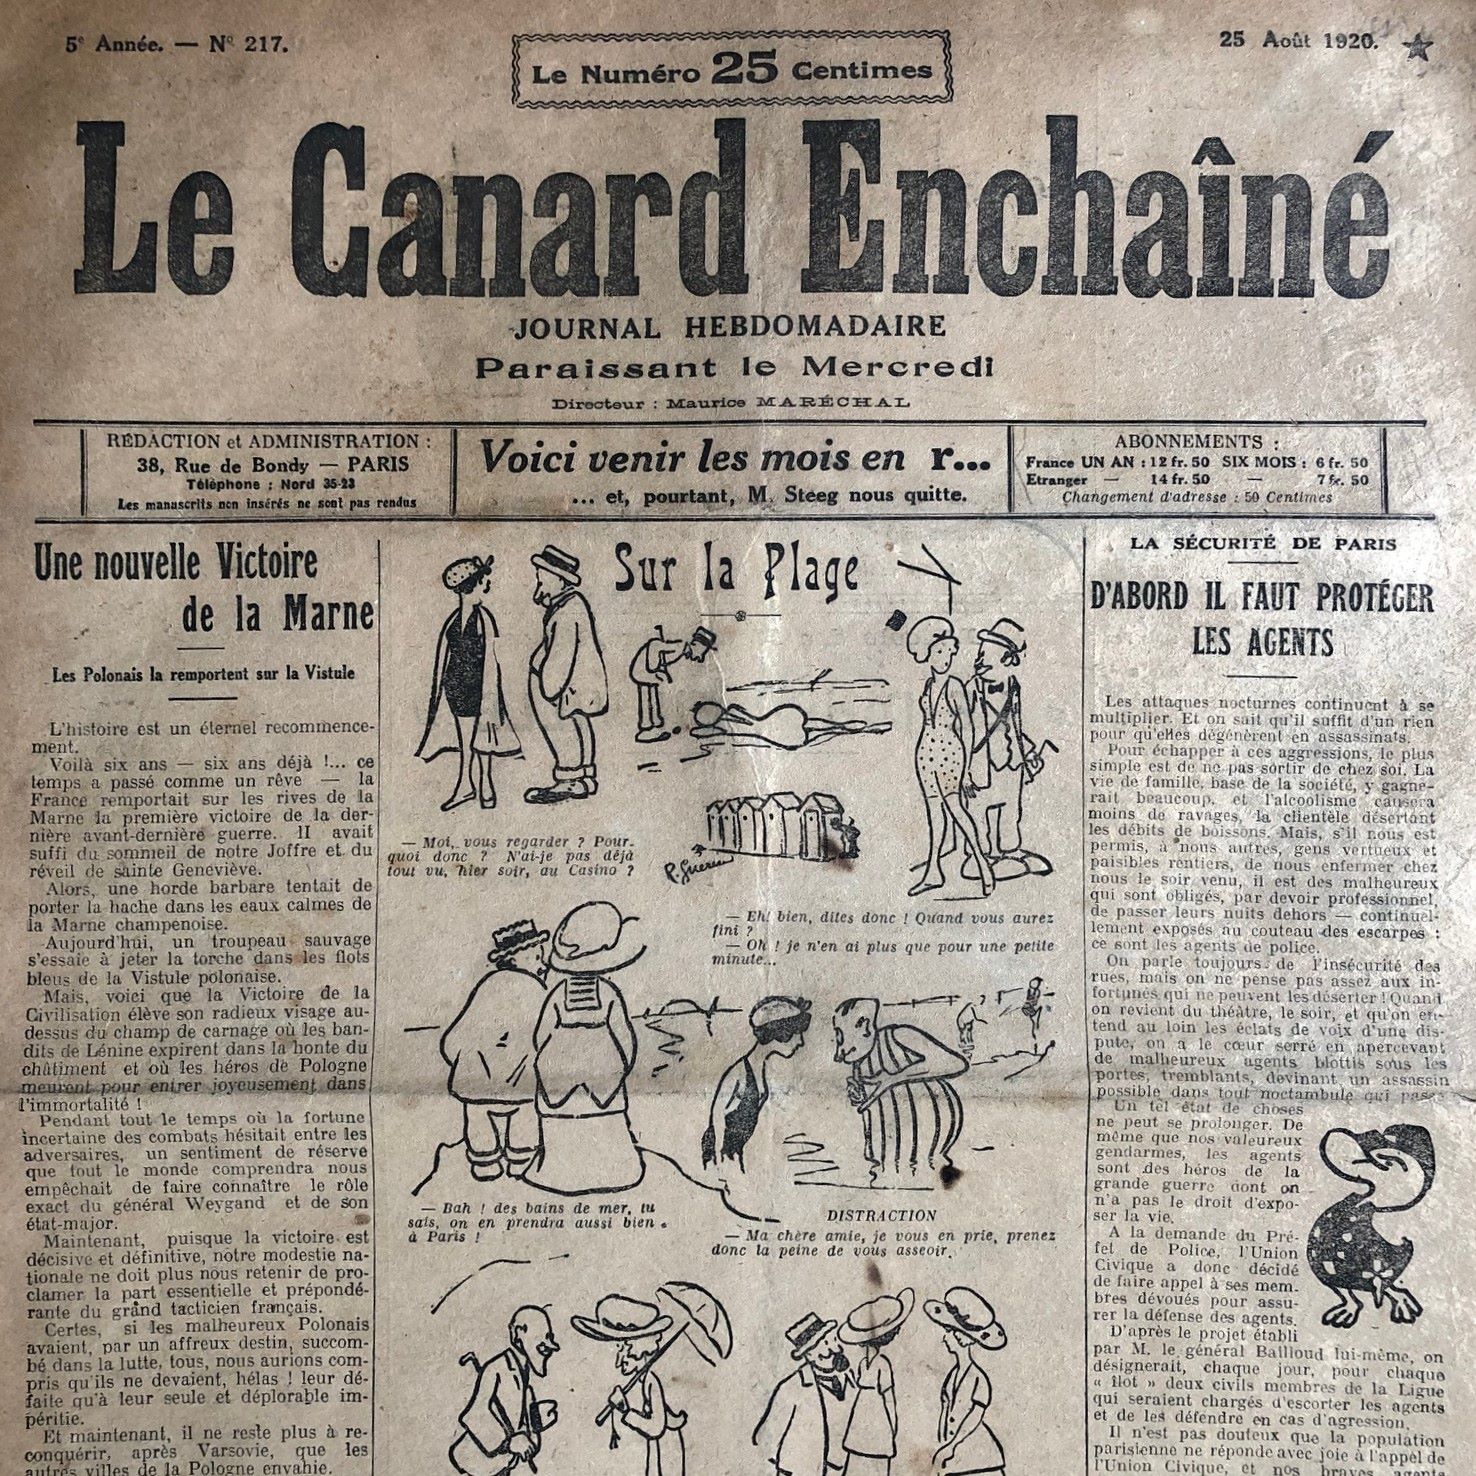 5e Année. — No 217.
Le Numéro 25 Centimes
25 Août 1920.
Le Canard Enchaîné
JOURNAL HEBDOMADAIRE
Paraissant le Mercredi
Directeur : Maurice MARÉCHAL
RÉDACTION et ADMINISTRATION :
38, Rue de Bondy — PARIS
Téléphone : Nord 35-23
Les manuscrits non insérés ne sont pas rendus
Voici venir les mois en r...
... et, pourtant, M. Steeg nous quitte.
ABONNEMENTS :
France UN AN : 12 fr. 50 SIX MOIS : 6 fr. 50
Etranger — 14 fr. 50 — 7 fr. 50
Changement d'adresse : 50 Centimes
Une nouvelle Victoire
de la Marne
Les Polonais la remportent sur la Vistule
L'histoire est un éternel recommence-
ment.
Voilà six ans — six ans déjà !... ce
temps a passé comme un rêve — la
France remportait sur les rives de la
Marne la première victoire de la der-
nière avant-dernière guerre. Il avait
suffi du sommeil de notre Joffre et du
réveil de sainte Geneviève.
Alors, une horde barbare tentait de
porter la hache dans les eaux calmes de
la Marne champenoise.
Aujourd'hui, un troupeau sauvage
s'essaie à jeter la torche dans les flots
bleus de la Vistule polonaise.
Mais, voici que la Victoire de la
Civilisation élève son radieux visage au-
dessus du champ de carnage où les ban-
dits de Lénine expirent dans la honte du
châtiment et où les héros de Pologne
meurent pour entrer joyeusement dans
l'immortalité !
Pendant tout le temps où la fortune
incertaine des combats hésitait entre les
adversaires, un sentiment de réserve
que tout le monde comprendra nous
empêchait de faire connaître le rôle
exact du général Weygand et de son
état-major.
Maintenant, puisque la victoire est
décisive et définitive, notre modestie na-
tionale ne doit plus nous retenir de pro-
clamer la part essentielle et prépondé-
rante du grand tacticien français.
Certes, si les malheureux Polonais
avaient, par un affreux destin, succom-
bé dans la lutte, tous, nous aurions com-
pris qu'ils ne devaient, hélas ! leur dé-
faite qu'à leur seule et déplorable im-
péritie.
Et maintenant, il ne reste plus à re-
conquérir, après Varsovie, que les
autres villes de la Pologne envahie.
Sur la Plage
— Moi, vous regarder ? Pour-
quoi donc ? N'ai-je pas déjà
tout vu, hier soir, au Casino ?
R. Guérin
— Eh! bien, dites donc ! Quand vous aurez
fini ?
— Oh ! je n'en ai plus que pour une petite
minute...
— Bah ! des bains de mer, tu
sais, on en prendra aussi bien
à Paris !
DISTRACTION
— Ma chère amie, je vous en prie, prenez
donc la peine de vous asseoir.
LA SÉCURITÉ DE PARIS
D'ABORD IL FAUT PROTÉGER
LES AGENTS
Les attaques nocturnes continuent à se
multiplier. Et on sait qu'il suffit d'un rien
pour qu'elles dégénèrent en assassinats.
Pour échapper à ces aggressions, le plus
simple est de ne pas sortir de chez soi. La
vie de famille, base de la société, y gagne-
rait beaucoup, et l'alcoolisme causera
moins de ravages, la clientèle désertant
les débits de boissons. Mais, s'il nous est
permis, à nous autres, gens vertueux et
paisibles rentiers, de nous enfermer chez
nous le soir venu, il est des malheureux
qui sont obligés, par devoir professionnel,
de passer leurs nuits dehors — continuel-
lement exposés au couteau des escarpes :
ce sont les agents de police.
On parle toujours de l'insécurité des
rues, mais on ne pense pas assez aux in-
fortunés qui ne peuvent les déserter ! Quand
on revient du théâtre, le soir, et qu'on en-
tend au loin les éclats de voix d'une dis-
pute, on a le cœur serré en apercevant
de malheureux agents blottis sous les
portes, tremblants, devinant un assassin
possible dans tout noctambule qui passe.
Un tel état de choses
ne peut se prolonger. De
même que nos valeureux
gendarmes, les agents
sont des héros de la
grande guerre dont on
n'a pas le droit d'expo-
ser la vie.
A la demande du Pré-
fet de Police, l'Union
Civique a donc décidé
de faire appel à ses mem-
bres dévoués pour assu-
rer la défense des agents.
D'après le projet établi
par M. le général Bailloud lui-même, on
désignerait, chaque jour, pour chaque
« îlot » deux civils membres de la Ligue
qui seraient chargés d'escorter les agents
et de les défendre en cas d'agression.
Il n'est pas douteux que la population
parisienne ne réponde avec joie à l'appel de
l'Union Civique, et nos braves agents